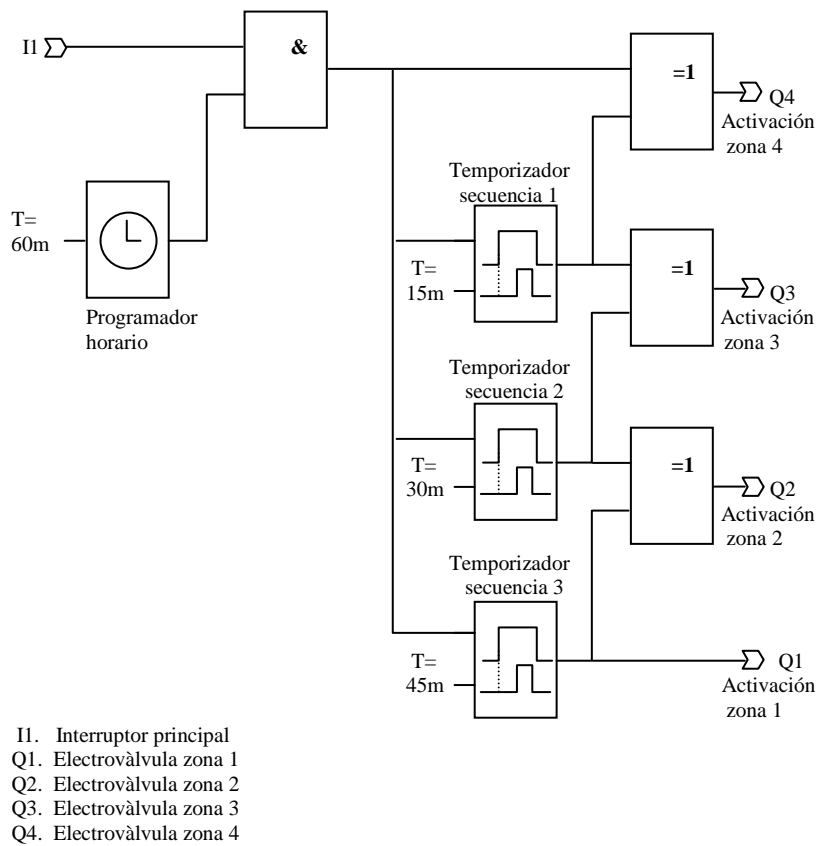 I1
&
=1
Q4
Activación
zona 4
T=
60m
Programador
horario
Temporizador
secuencia 1
T=
15m
=1
Q3
Activación
zona 3
Temporizador
secuencia 2
T=
30m
=1
Q2
Activación
zona 2
Temporizador
secuencia 3
T=
45m
Q1
Activación
zona 1
I1. Interruptor principal
Q1. Electrovàlvula zona 1
Q2. Electrovàlvula zona 2
Q3. Electrovàlvula zona 3
Q4. Electrovàlvula zona 4